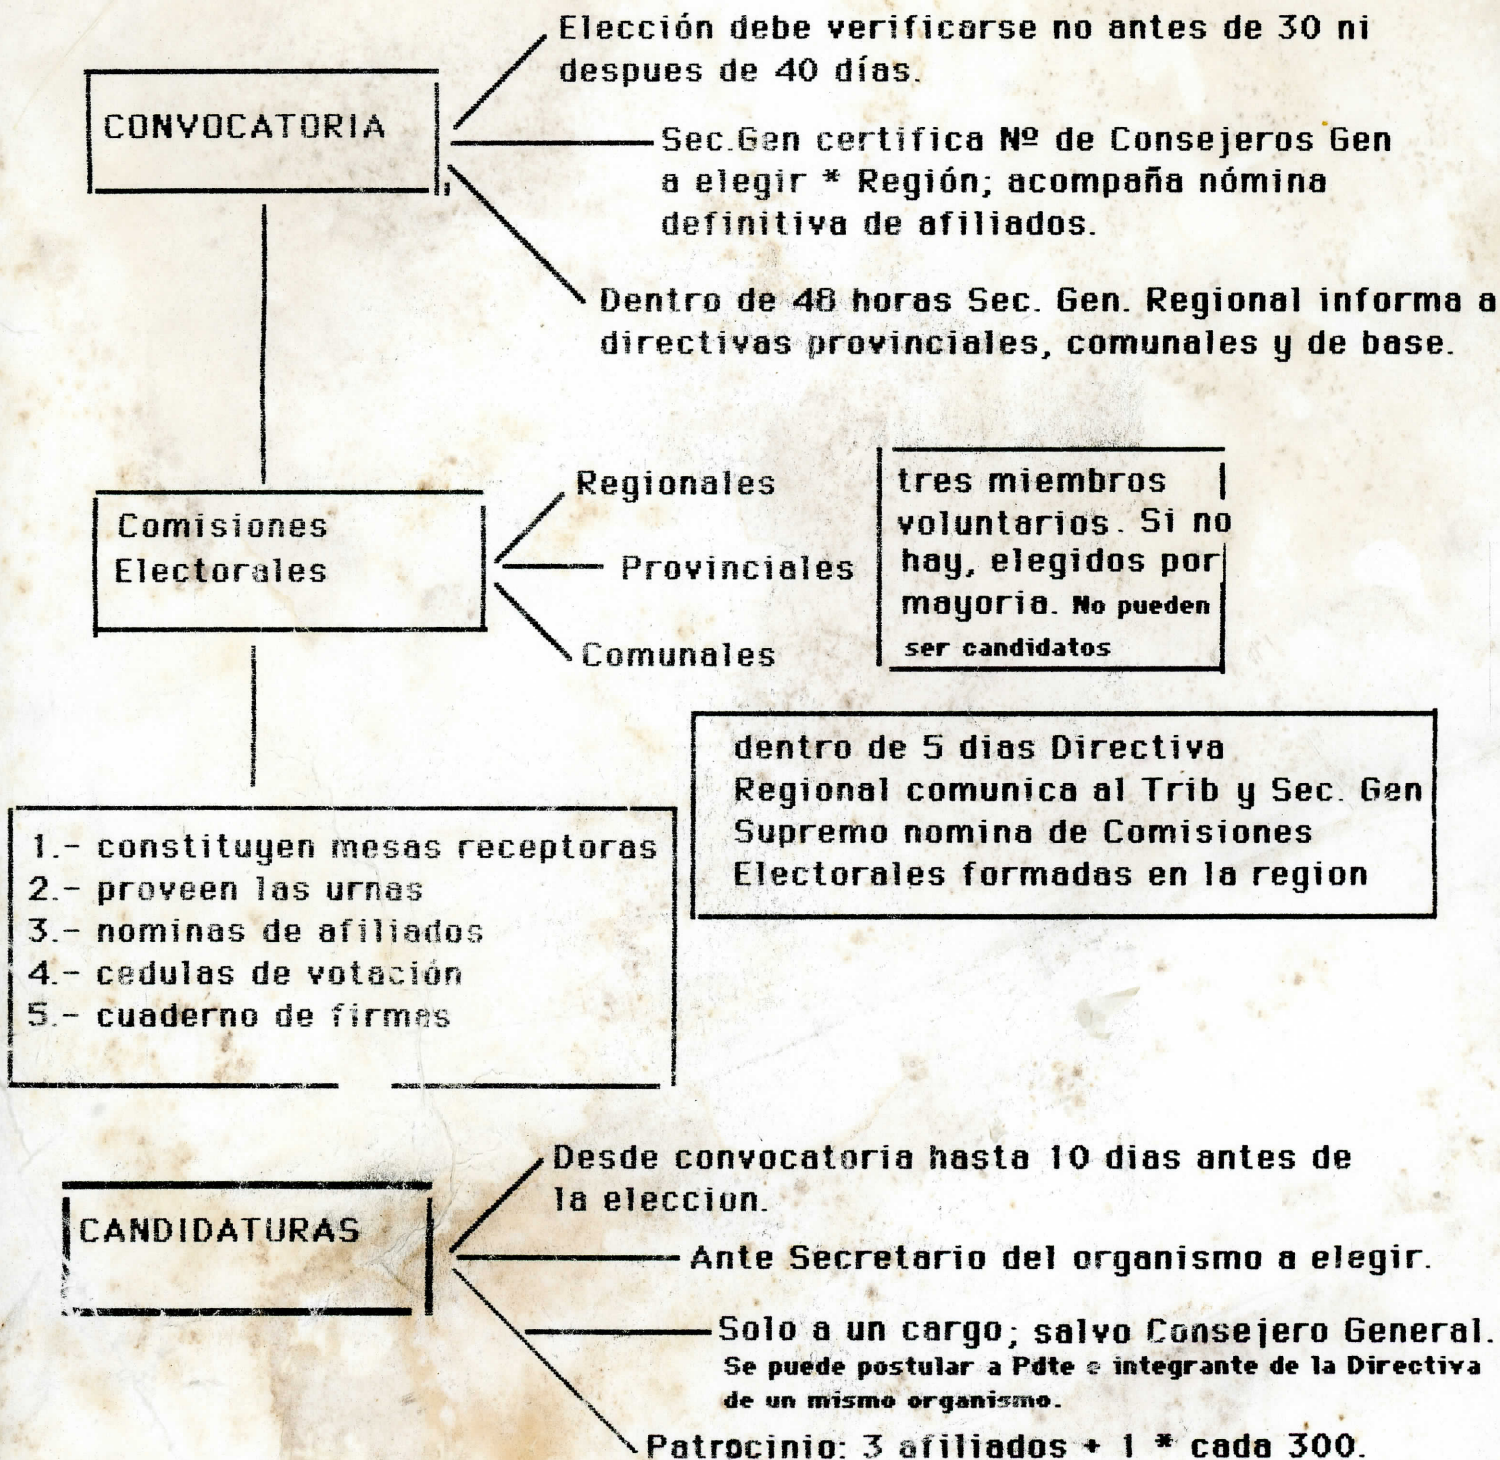 Elección debe verificarse no antes de 30 ni
despues de 40 días.
CONVOCATORIA
Sec.Gen certifica Nº de Consejeros Gen
a elegir * Región; acompaña nómina
definitiva de afiliados.
Dentro de 48 horas Sec. Gen. Regional informa a
directivas provinciales, comunales y de base.
Comisiones
Electorales
Regionales
Provinciales
Comunales
tres miembros
voluntarios. Si no
hay, elegidos por
mayoria. No pueden
ser candidatos
dentro de 5 dias Directiva
Regional comunica al Trib y Sec. Gen
Supremo nomina de Comisiones
Electorales formadas en la region
1.- constituyen mesas receptoras
2.- proveen las urnas
3.- nominas de afiliados
4.- cedulas de votación
5.- cuaderno de firmas
CANDIDATURAS
Desde convocatoria hasta 10 dias antes de
la eleccion.
Ante Secretario del organismo a elegir.
Solo a un cargo; salvo Consejero General.
Se puede postular a Pdte e integrante de la Directiva
de un mismo organismo.
Patrocinio: 3 afiliados + 1 * cada 300.